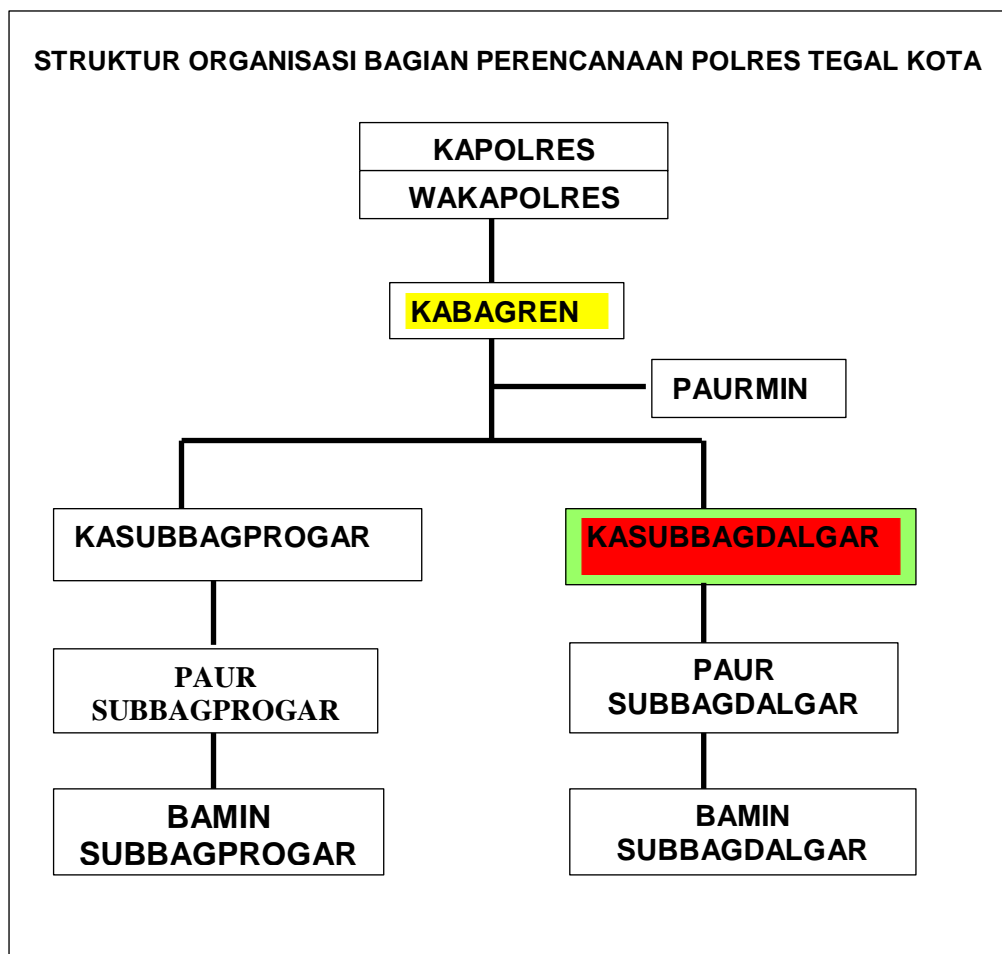 STRUKTUR ORGANISASI BAGIAN PERENCANAAN POLRES TEGAL KOTA
KAPOLRES
WAKAPOLRES
KABAGREN
PAURMIN
KASUBBAGPROGAR
KASUBBAGDALGAR
PAUR
SUBBAGPROGAR
PAUR
SUBBAGDALGAR
BAMIN
SUBBAGPROGAR
BAMIN
SUBBAGDALGAR